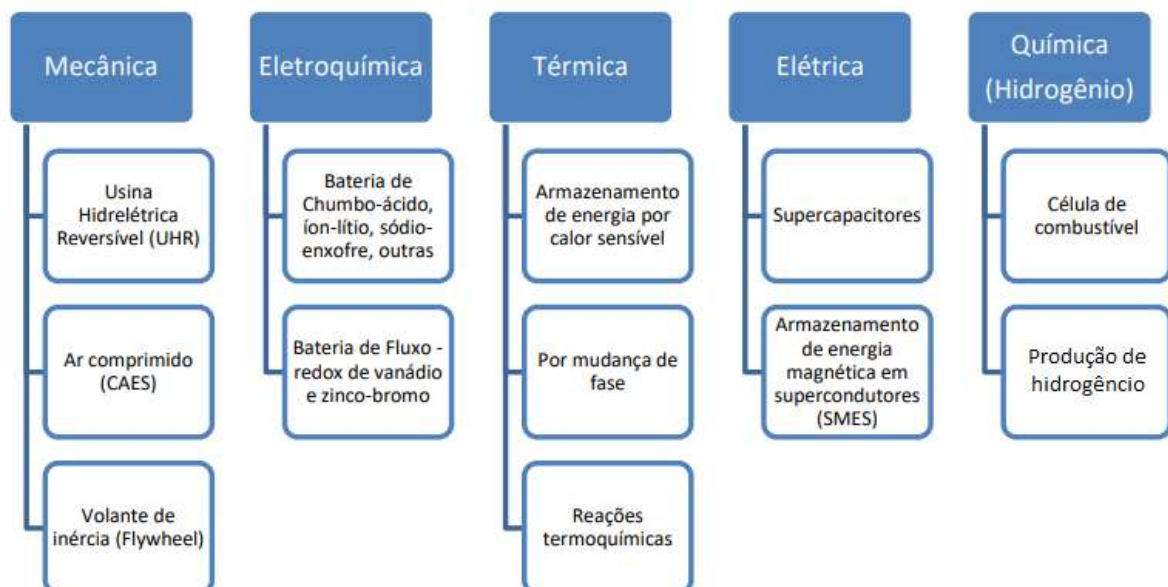 Mecânica
Usina
Hidrelétrica
Reversível (UHR)
Ar comprimido
(CAES)
Volante de
inércia (Flywheel)
Eletroquímica
Bateria de
Chumbo-ácido,
íon-lítio, sódio-
enxofre, outras
Bateria de Fluxo -
redox de vanádio
e zinco-bromo
Térmica
Armazenamento
de energia por
calor sensível
Por mudança de
fase
Reações
termoquímicas
Elétrica
Supercapacitores
Armazenamento
de energia
magnética em
supercondutores
(SMES)
Química
(Hidrogênio)
Célula de
combustível
Produção de
hidrogêncio